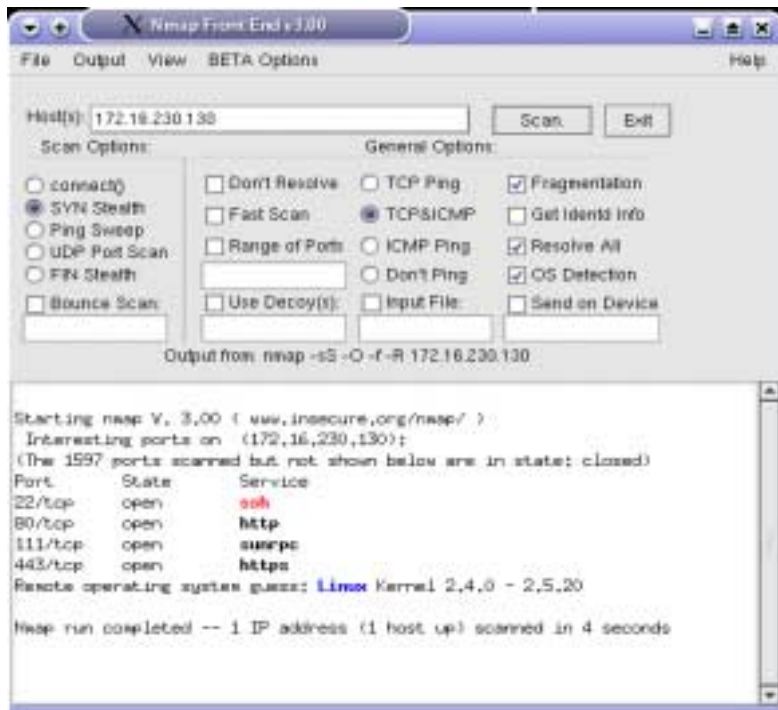 Nmap Front End v3.00
File Output View BETA Options Help
Host(s): 172.16.230.130 Scan. Exit
Scan Options: General Options:
connect() Don't Resolve TCP Ping Fragmentation
SYN Stealth Fast Scan TCP&ICMP Get Identd Info
Ping Sweep Range of Ports ICMP Ping Resolve All
UDP Port Scan
FIN Stealth Don't Ping OS Detection
Bounce Scan: Use Decoy(s): Input File: Send on Device
Output from: nmap -sS -O -f -R 172.16.230.130
Starting nmap V. 3.00 ( www.insecure.org/nmap/ )
Interesting ports on (172.16.230.130):
(The 1597 ports scanned but not shown below are in state: closed)
Port State Service
22/tcp open ssh
80/tcp open http
111/tcp open sunrpc
443/tcp open https
Remote operating system guess: Linux Kernel 2.4.0 - 2.5.20
Nmap run completed -- 1 IP address (1 host up) scanned in 4 seconds